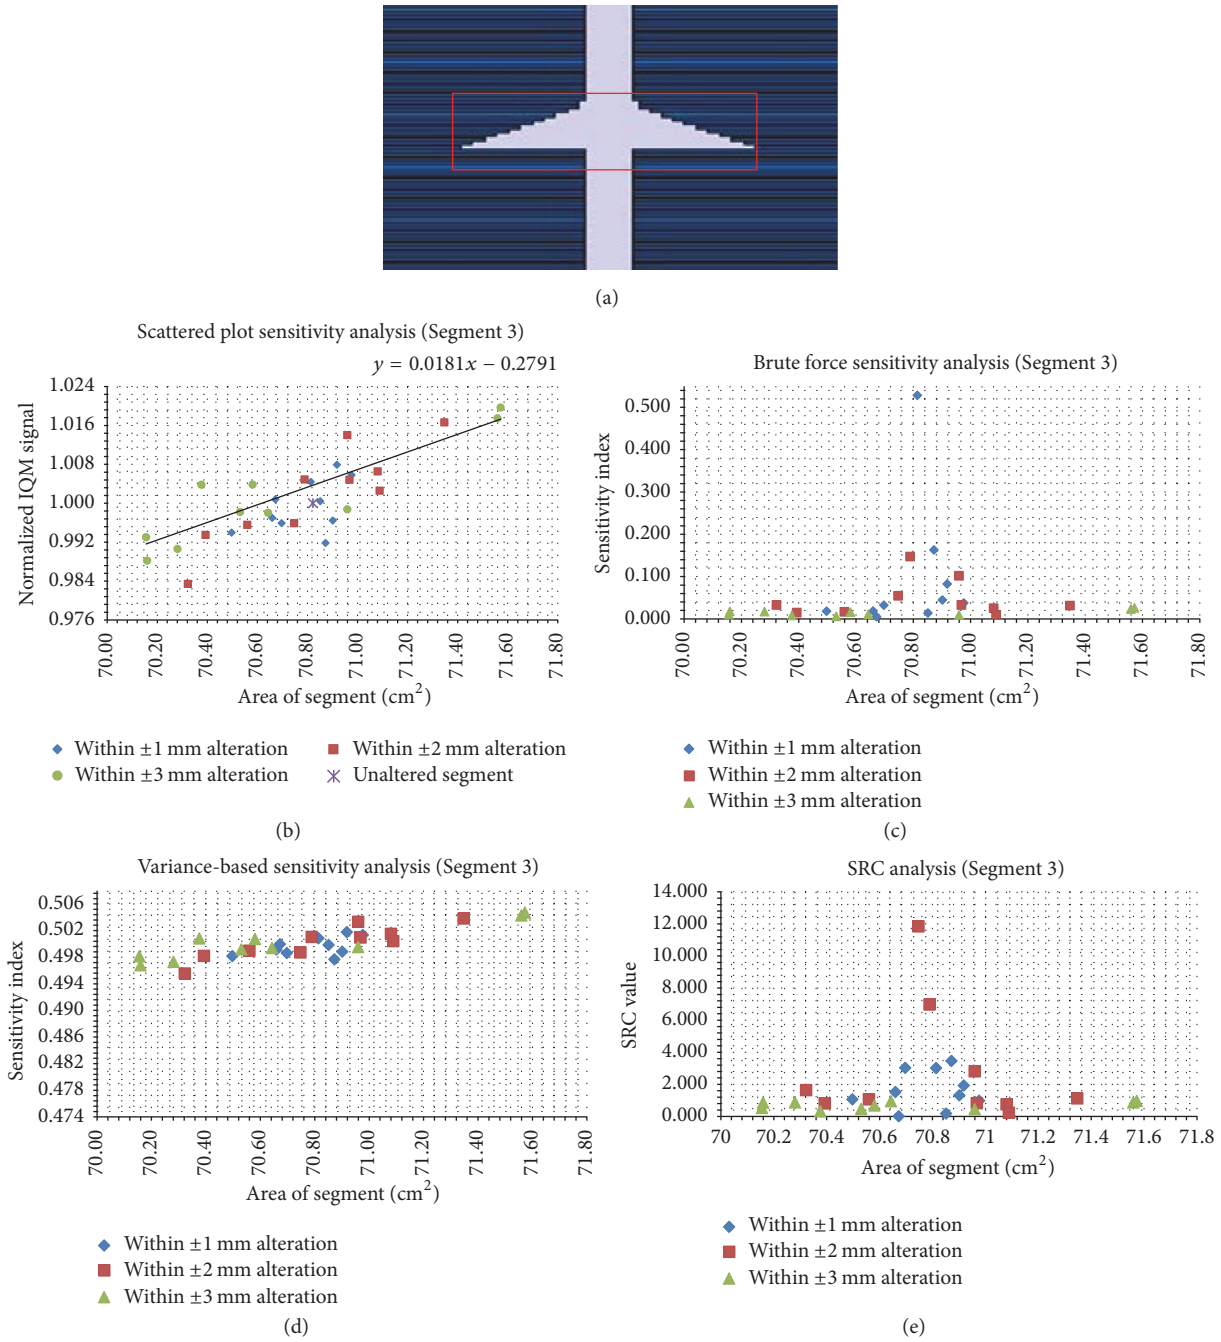 (a)
Scattered plot sensitivity analysis (Segment 3)
y = 0.0181x − 0.2791
1.024
1.016
1.008
1.000
0.992
0.984
0.976
Normalized IQM signal
70.00
70.20
70.40
70.60
70.80
71.00
71.20
71.40
71.60
71.80
Area of segment (cm²)
Within ±1 mm alteration
Within ±2 mm alteration
Within ±3 mm alteration
Unaltered segment
(b)
Brute force sensitivity analysis (Segment 3)
0.500
0.400
0.300
0.200
0.100
0.000
Sensitivity index
70.00
70.20
70.40
70.60
70.80
71.00
71.20
71.40
71.60
71.80
Area of segment (cm²)
Within ±1 mm alteration
Within ±2 mm alteration
Within ±3 mm alteration
(c)
Variance-based sensitivity analysis (Segment 3)
0.506
0.502
0.498
0.494
0.490
0.486
0.482
0.478
0.474
Sensitivity index
70.00
70.20
70.40
70.60
70.80
71.00
71.20
71.40
71.60
71.80
Area of segment (cm²)
Within ±1 mm alteration
Within ±2 mm alteration
Within ±3 mm alteration
(d)
SRC analysis (Segment 3)
14.000
12.000
10.000
8.000
6.000
4.000
2.000
0.000
SRC value
70
70.2
70.4
70.6
70.8
71
71.2
71.4
71.6
71.8
Area of segment (cm²)
Within ±1 mm alteration
Within ±2 mm alteration
Within ±3 mm alteration
(e)